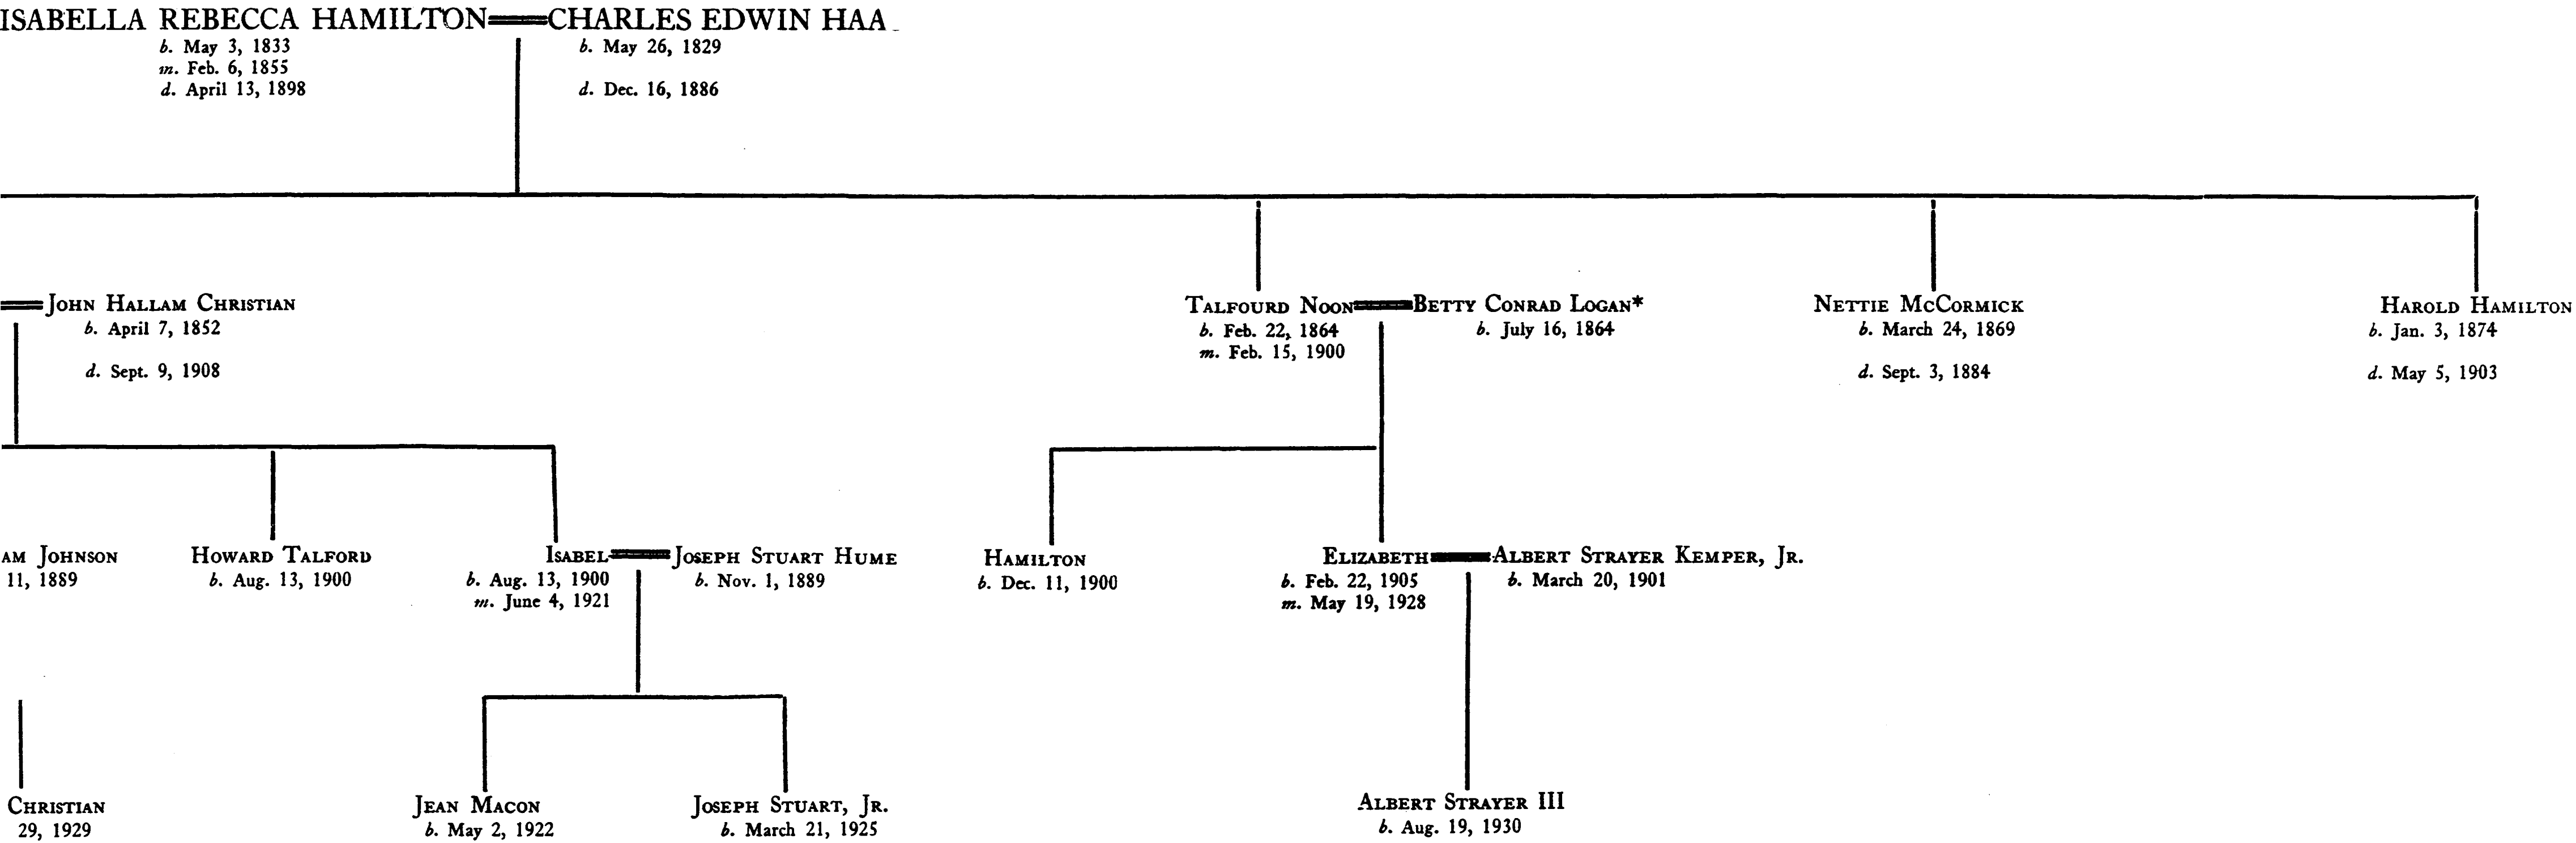 ISABELLA REBECCA HAMILTON CHARLES EDWIN HAA
b. May 3, 1833 b. May 26, 1829
m. Feb. 6, 1855
d. April 13, 1898 d. Dec. 16, 1886
JOHN HALLAM CHRISTIAN TALFOURD NOON BETTY CONRAD LOGAN* NETTIE MCCORMICK HAROLD HAMILTON
b. April 7, 1852 b. Feb. 22, 1864 b. July 16, 1864 b. March 24, 1869 b. Jan. 3, 1874
m. Feb. 15, 1900
d. Sept. 9, 1908 d. Sept. 3, 1884 d. May 5, 1903
AM JOHNSON HOWARD TALFORD ISABEL JOSEPH STUART HUME HAMILTON ELIZABETH ALBERT STRAYER KEMPER, JR.
11, 1889 b. Aug. 13, 1900 b. Aug. 13, 1900 b. Nov. 1, 1889 b. Dec. 11, 1900 b. Feb. 22, 1905 b. March 20, 1901
m. June 4, 1921 m. May 19, 1928
CHRISTIAN JEAN MACON JOSEPH STUART, JR. ALBERT STRAYER III
29, 1929 b. May 2, 1922 b. March 21, 1925 b. Aug. 19, 1930